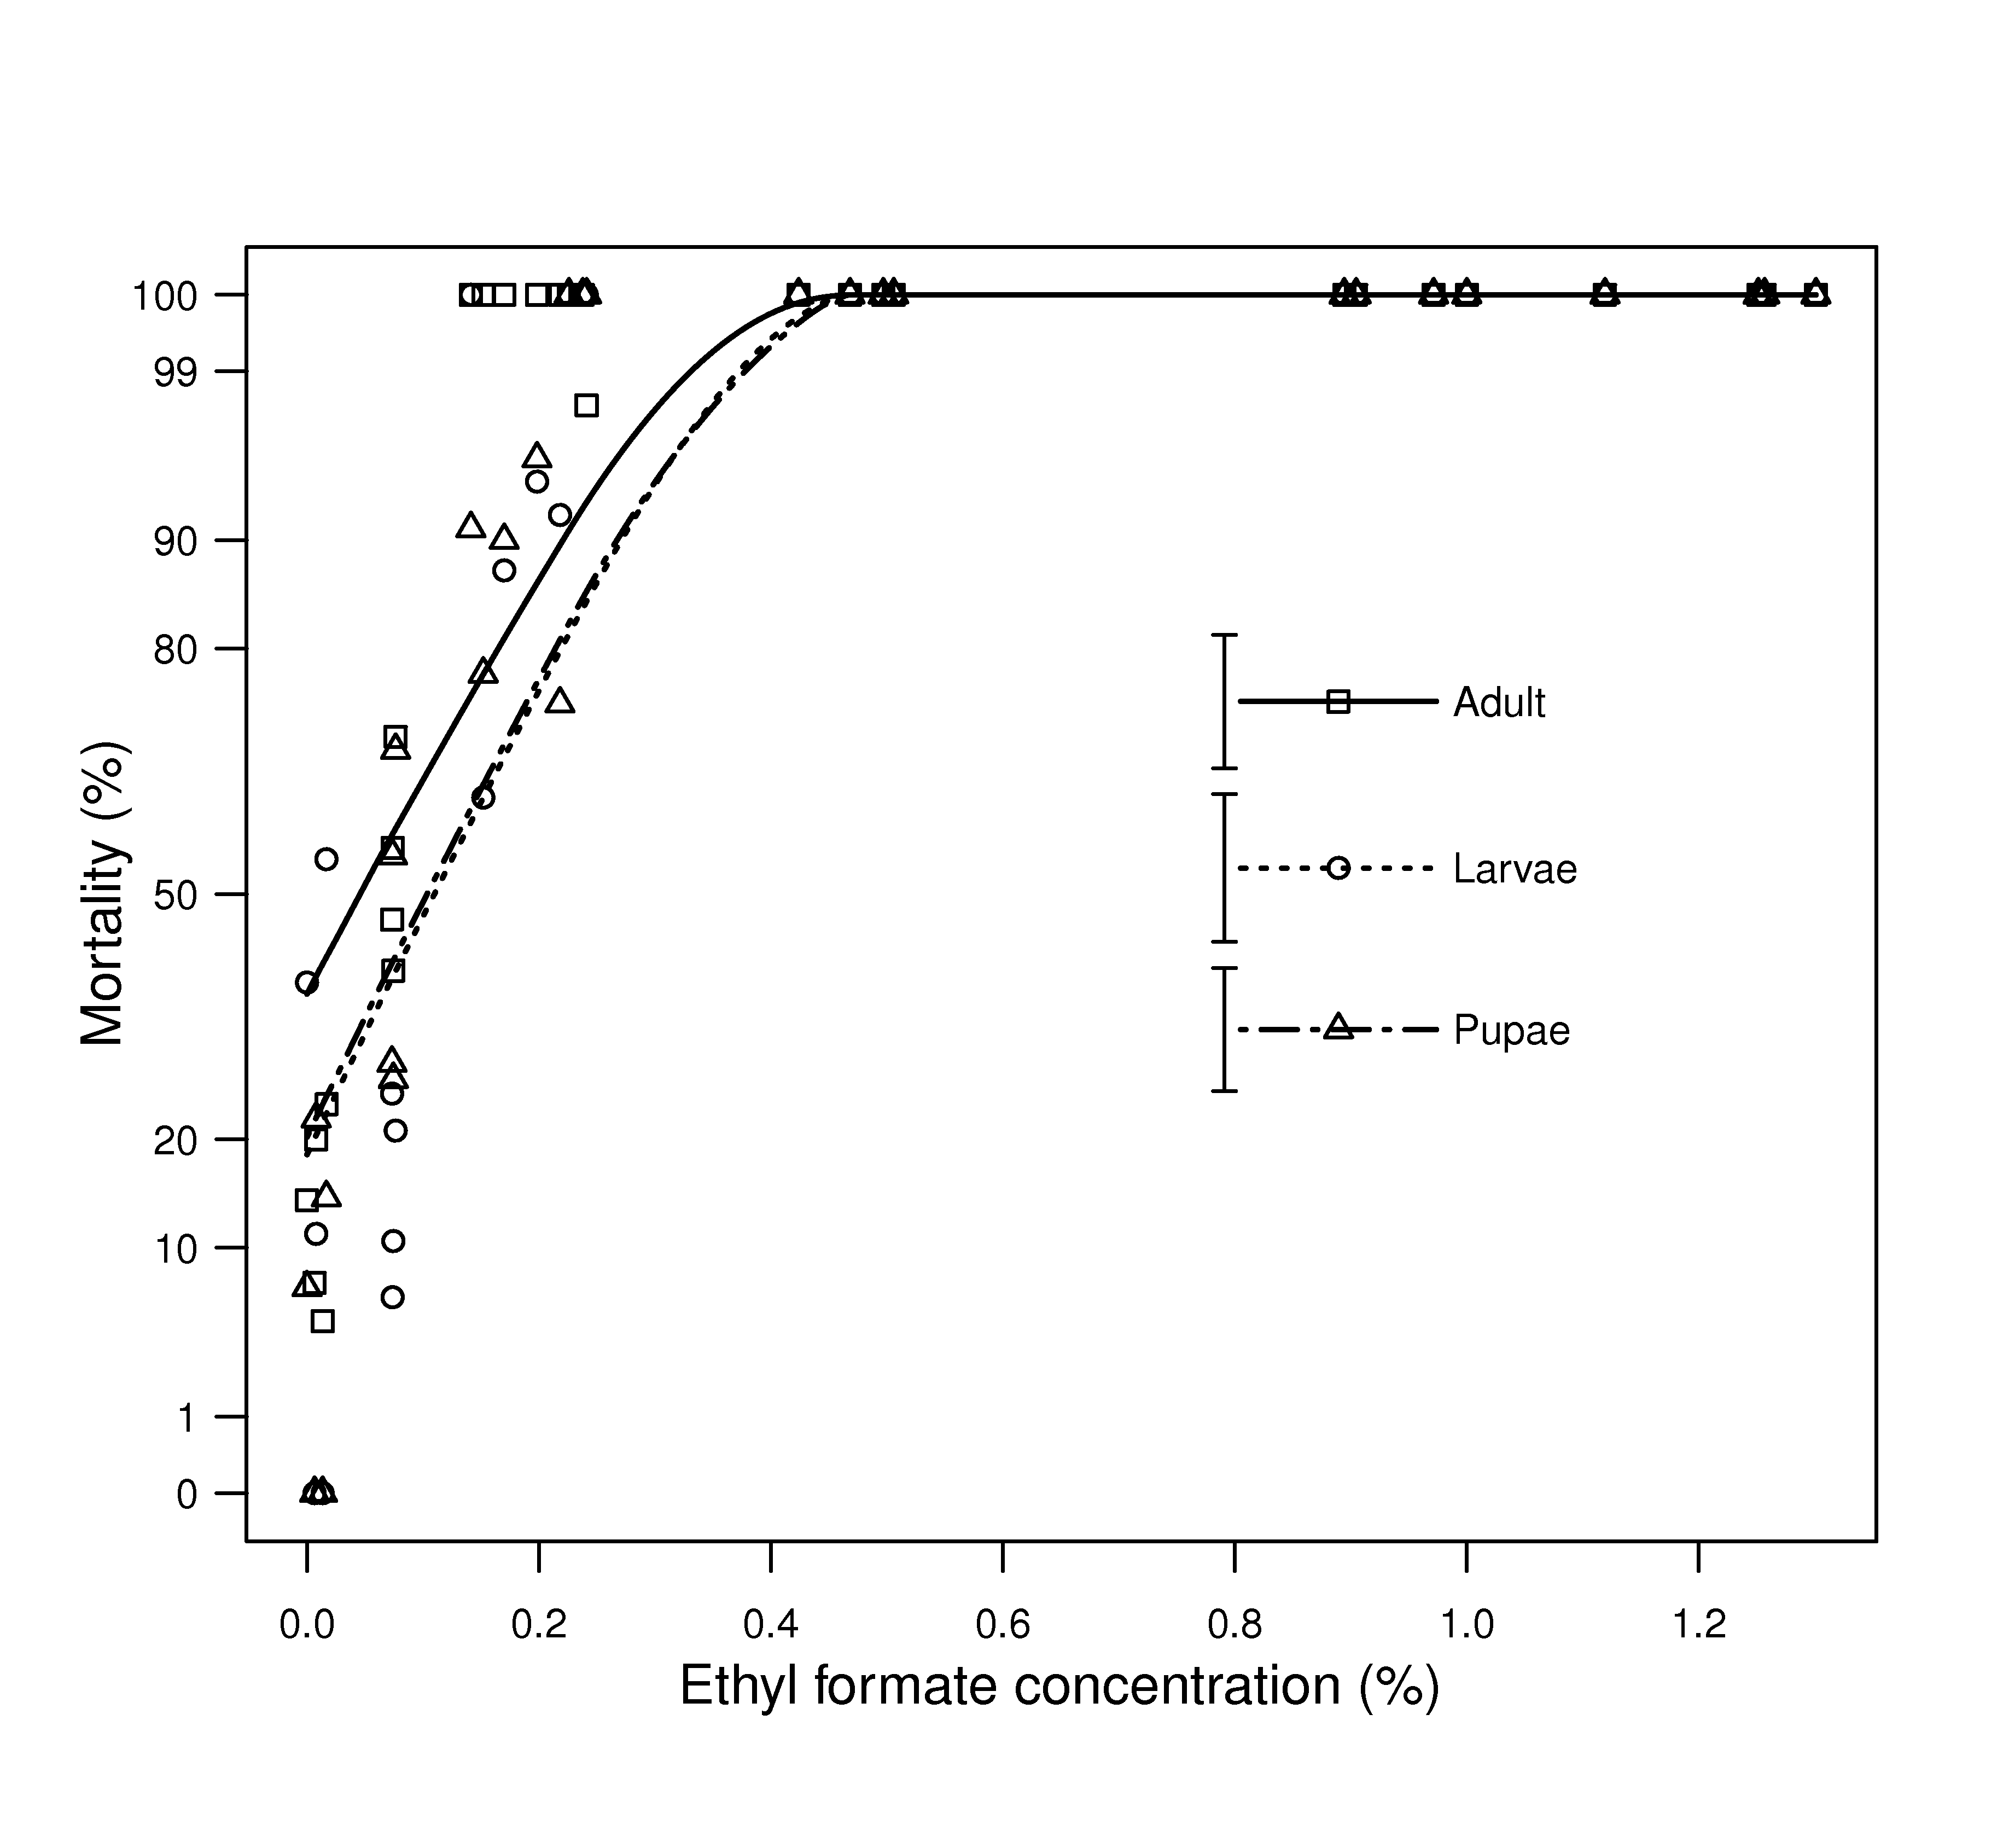 100
99
90
80
50
20
10
1
0
Mortality (%)
Adult
Larvae
Pupae
0.0 0.2 0.4 0.6 0.8 1.0 1.2
Ethyl formate concentration (%)